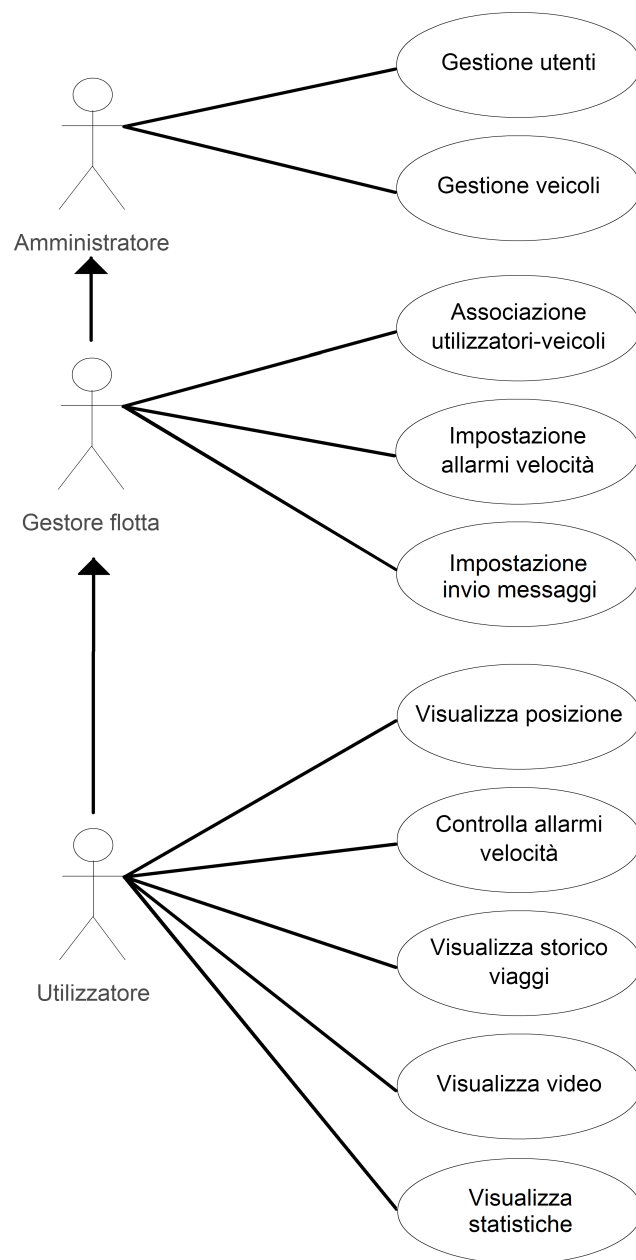 Gestione utenti
Gestione veicoli
Amministratore
Associazione
utilizzatori-veicoli
Impostazione
allarmi velocità
Gestore flotta
Impostazione
invio messaggi
Visualizza posizione
Controlla allarmi
velocità
Visualizza storico
viaggi
Utilizzatore
Visualizza video
Visualizza
statistiche